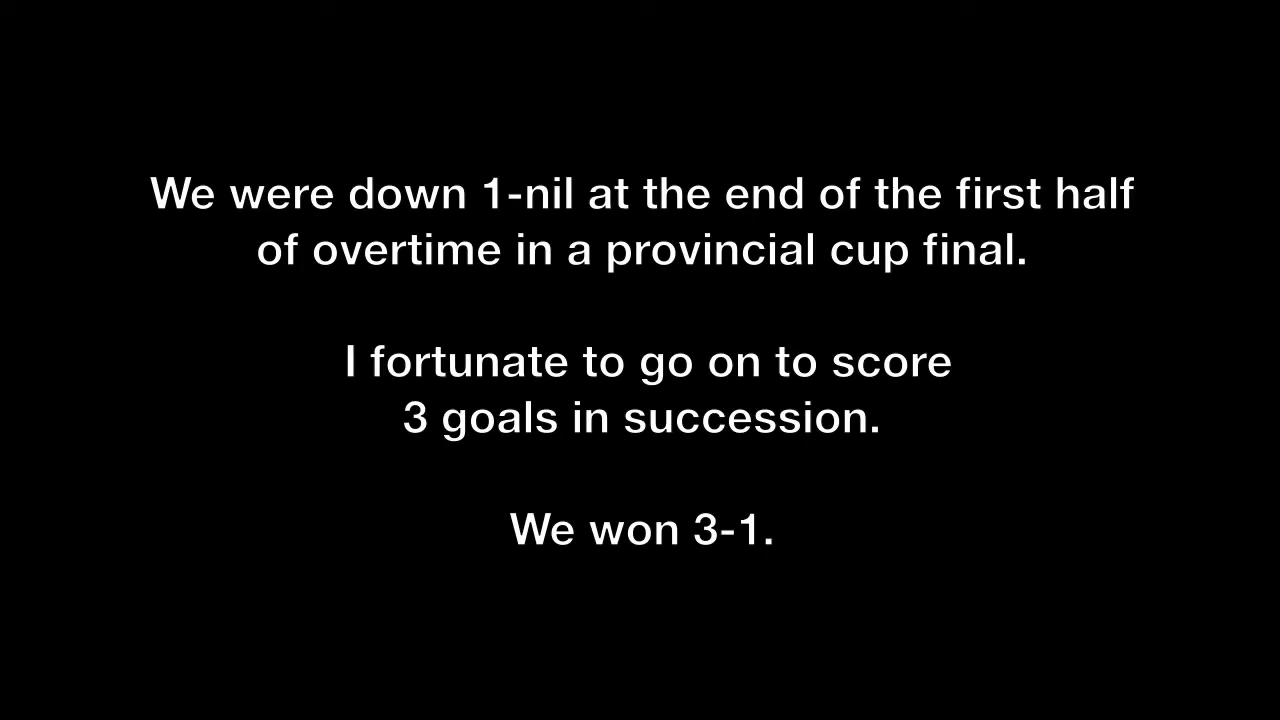 We were down 1-nil at the end of the first half
of overtime in a provincial cup final.
I fortunate to go on to score
3 goals in succession.
We won 3-1.